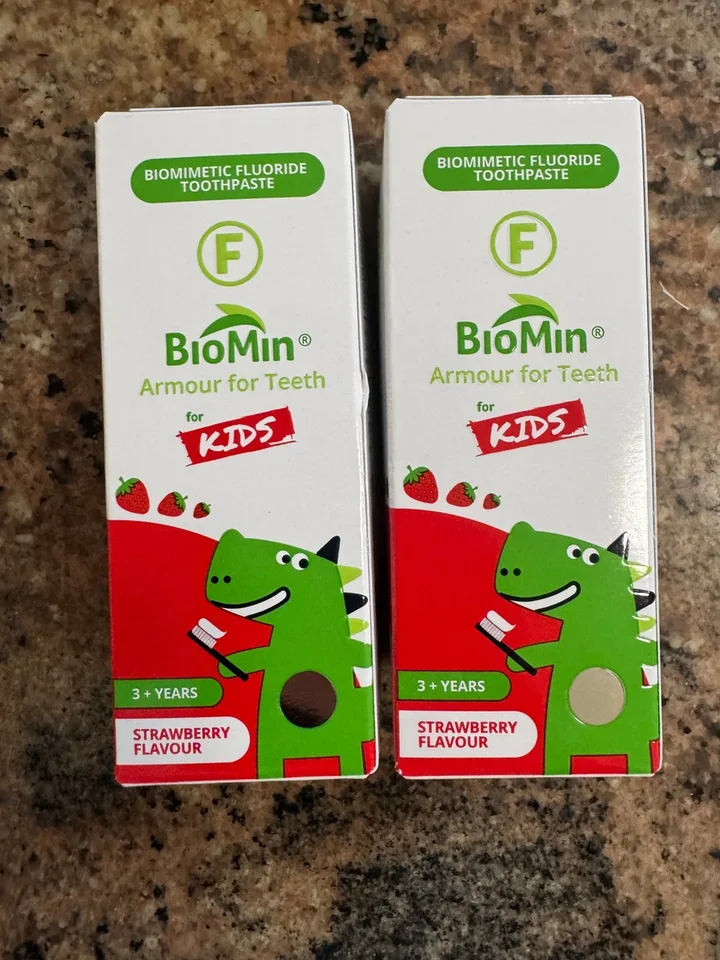 BIOMIMETIC FLUORIDE
TOOTHPASTE
F
BIOMIN®
Armour for Teeth
for
KIDS
3 + YEARS
STRAWBERRY
FLAVOUR
BIOMIMETIC FLUORIDE
TOOTHPASTE
F
BIOMIN®
Armour for Teeth
for
KIDS
3 + YEARS
STRAWBERRY
FLAVOUR